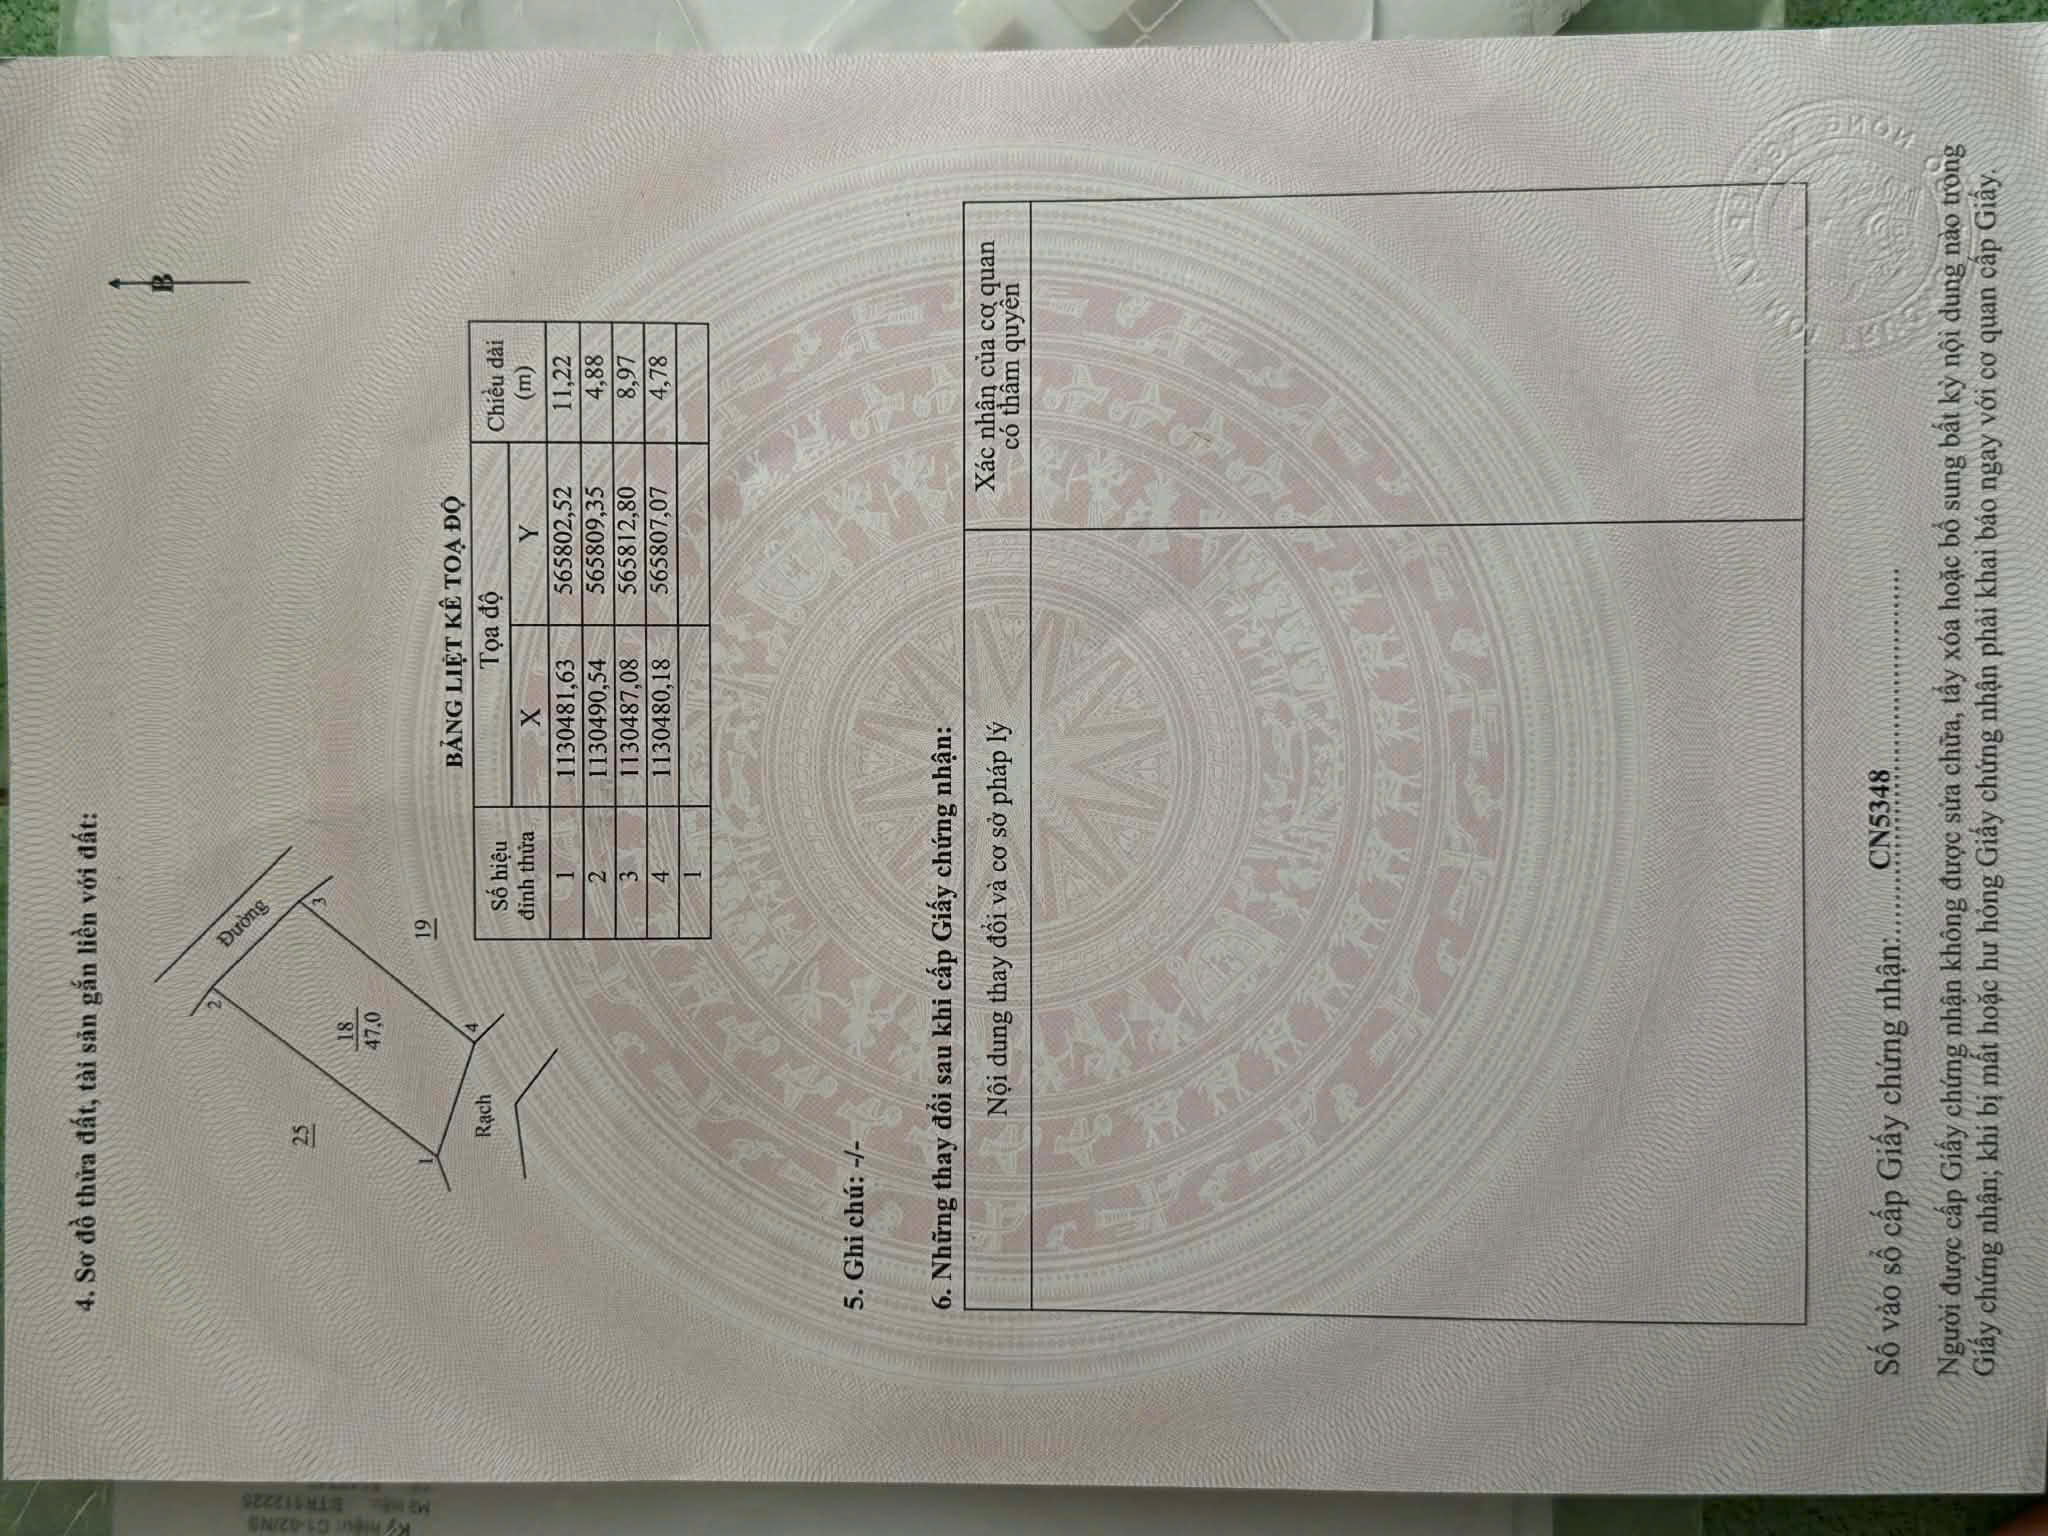 4. Sơ đồ thửa đất, tài sản gắn liền với đất:
B
Đường
2
3
25
18
47,0
19
1
4
Rạch
BẢNG LIỆT KÊ TOẠ ĐỘ
Số hiệu đỉnh thửa Tọa độ Chiều dài (m)
X Y
1 1130481,63 565802,52 11,22
2 1130490,54 565809,35 4,88
3 1130487,08 565812,80 8,97
4 1130480,18 565807,07 4,78
1
5. Ghi chú: -/-
6. Những thay đổi sau khi cấp Giấy chứng nhận:
Nội dung thay đổi và cơ sở pháp lý Xác nhận của cơ quan
có thẩm quyền
Số vào sổ cấp Giấy chứng nhận: CN5348
Người được cấp Giấy chứng nhận không được sửa chữa, tẩy xóa hoặc bổ sung bất kỳ nội dung nào trong
Giấy chứng nhận; khi bị mất hoặc hư hỏng Giấy chứng nhận phải khai báo ngay với cơ quan cấp Giấy.